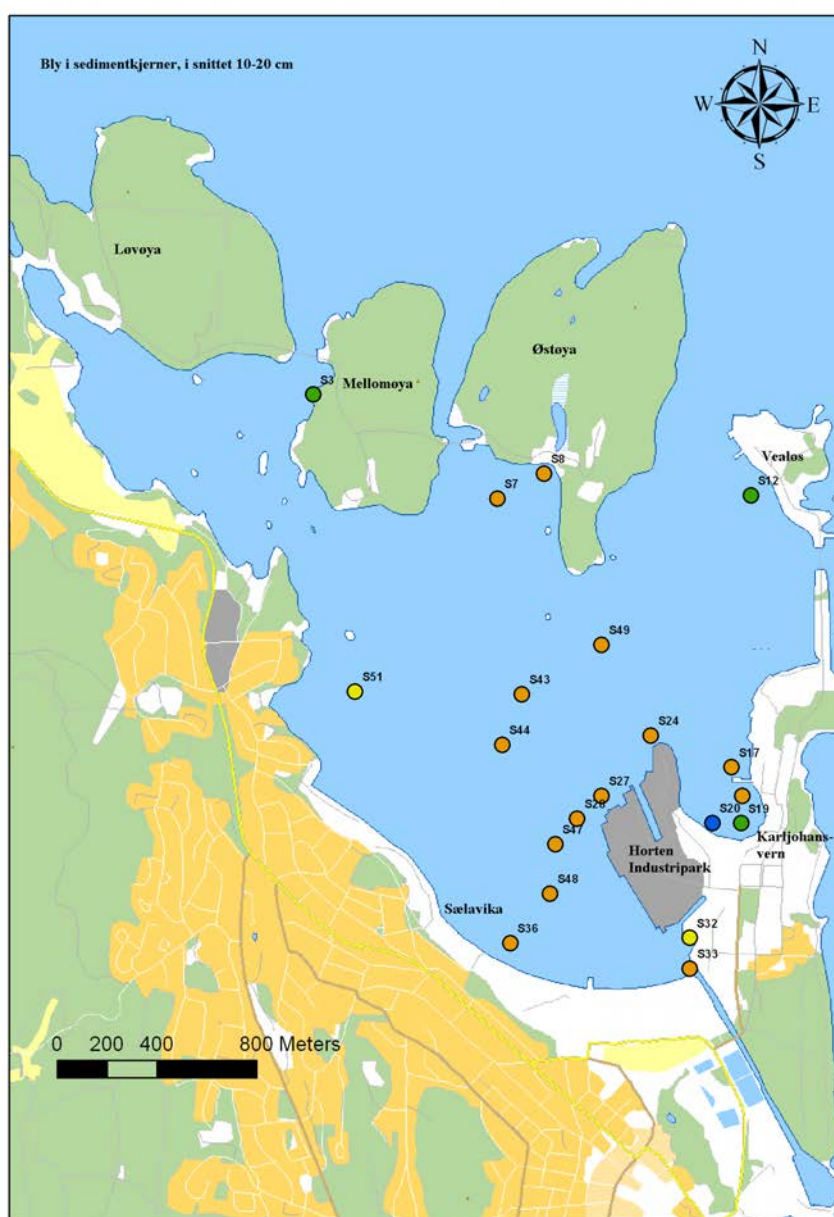 Bly i sedimentkjerner, i snittet 10-20 cm
N
W
E
S
Løvøya
Østøya
S3
Mellomøya
Vealøs
S8
S7
S12
S49
S51
S43
S44
S24
S17
S27
S28
S20
S19
S47
Karljohans-
vern
Horten
Industripark
S48
Sælavika
S36
S32
S33
0 200 400 800 Meters